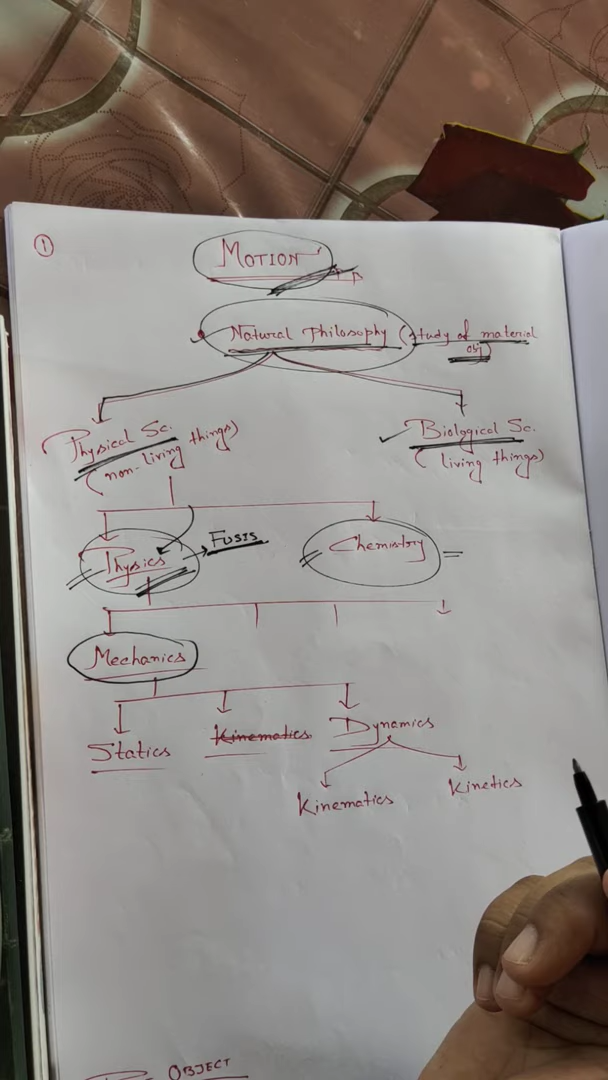 1
MOTION
Natural Philosophy (study of material
obj)
Physical Sc.
(non-living things)
Biological Sc.
(living things)
Physics
FUSIS
Chemistry
Mechanics
Statics
Kinematics
Dynamics
Kinematics
Kinetics
OBJECT